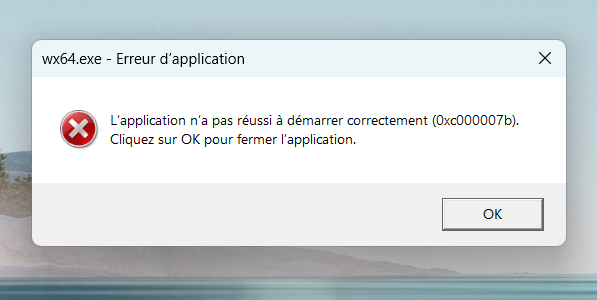 wx64.exe - Erreur d’application
L’application n’a pas réussi à démarrer correctement (0xc000007b).
Cliquez sur OK pour fermer l’application.
OK